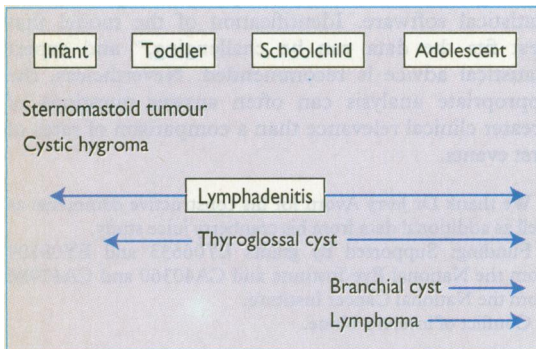 Infant Toddler Schoolchild Adolescent
Sternomastoid tumour
Cystic hygroma
Lymphadenitis
Thyroglossal cyst
Branchial cyst
Lymphoma